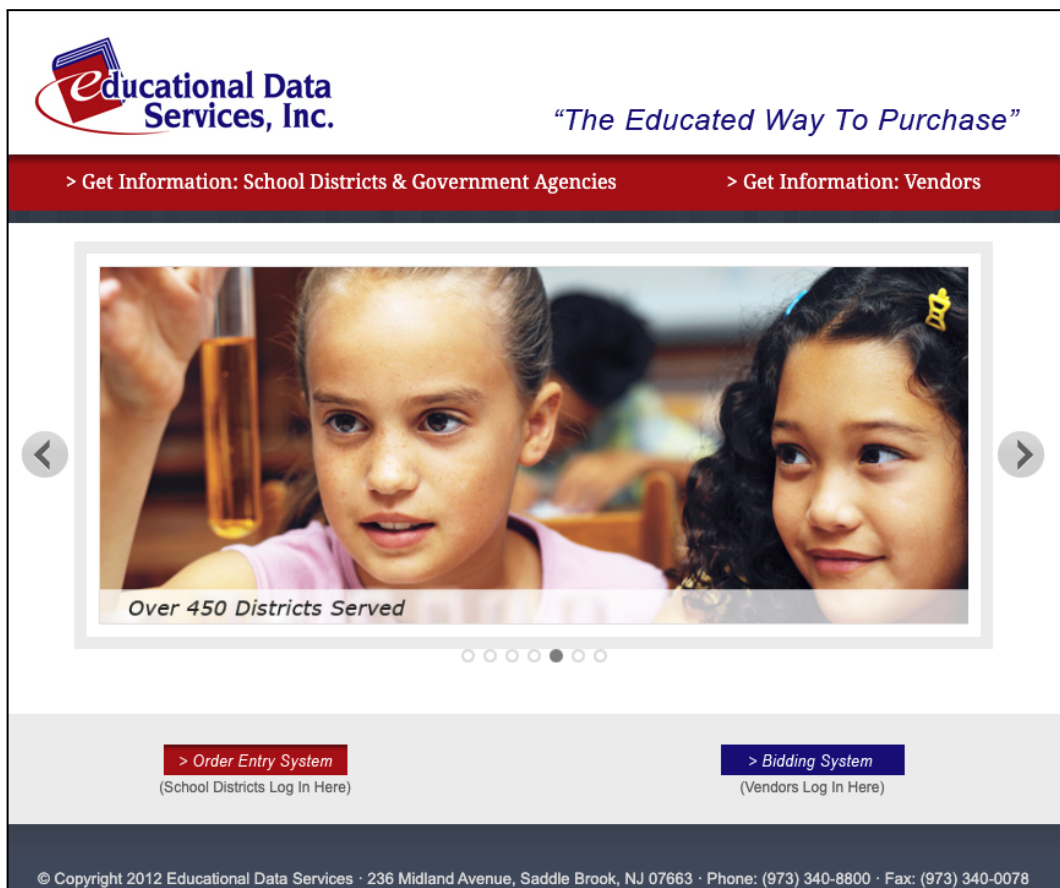 educational Data
Services, Inc.
“The Educated Way To Purchase”
> Get Information: School Districts & Government Agencies
> Get Information: Vendors
Over 450 Districts Served
> Order Entry System
(School Districts Log In Here)
> Bidding System
(Vendors Log In Here)
© Copyright 2012 Educational Data Services · 236 Midland Avenue, Saddle Brook, NJ 07663 · Phone: (973) 340-8800 · Fax: (973) 340-0078